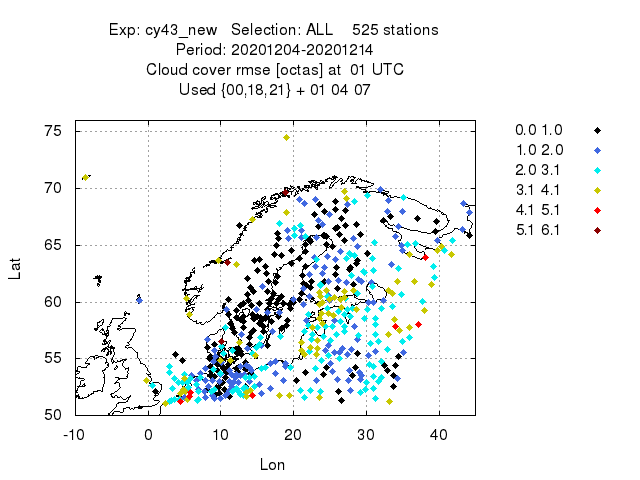 Exp: cy43_new Selection: ALL 525 stations
Period: 20201204-20201214
Cloud cover rmse [octas] at 01 UTC
Used {00,18,21} + 01 04 07
0.0 1.0
1.0 2.0
2.0 3.1
3.1 4.1
4.1 5.1
5.1 6.1
75
70
65
60
55
50
Lat
-10 0 10 20 30 40
Lon